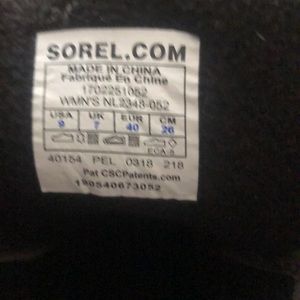 SOREL.COM
MADE IN CHINA
Fabriqué En Chine
1702251052
WMN'S NL2348-052
USA UK EUR CM
9 7 40 26
40154 PEL 0318 218
Pat CSCPatents.com
190540673052